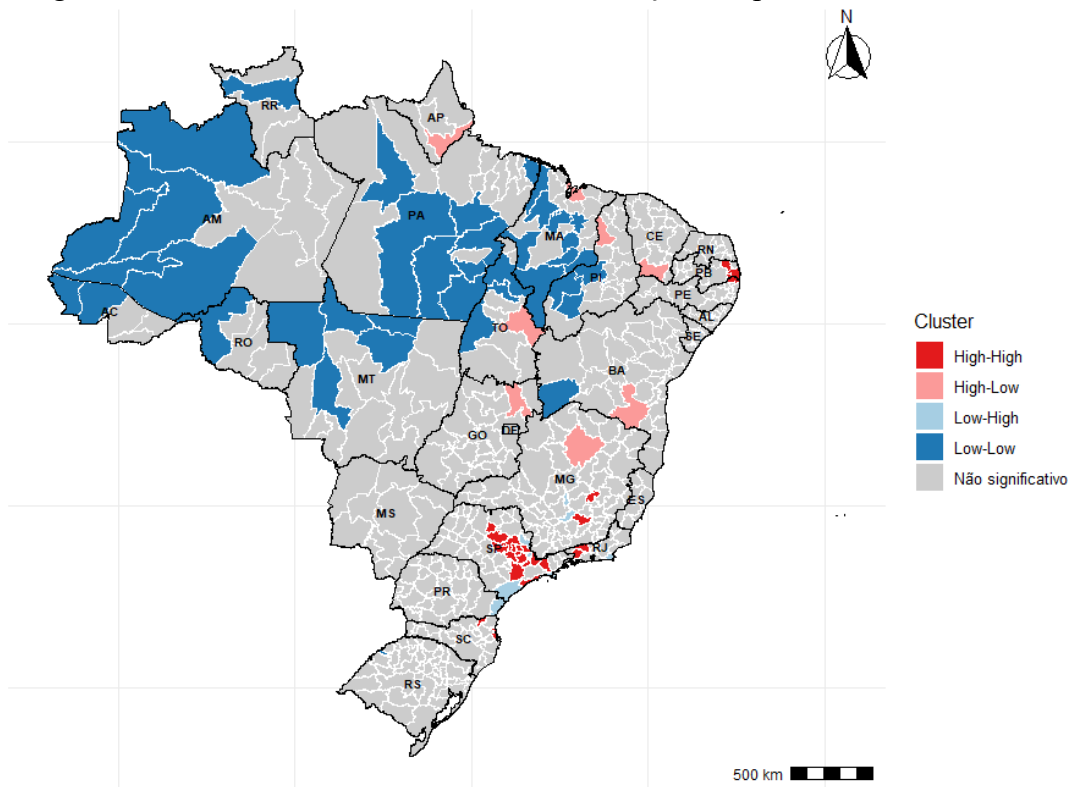 N
RR
AP
AM
PA
MA
CE
RN
PB
PI
PE
AC
AL
TO
SE
RO
BA
MT
GO
DF
MG
ES
MS
SP
RJ
PR
SC
RS
Cluster
High-High
High-Low
Low-High
Low-Low
Não significativo
500 km